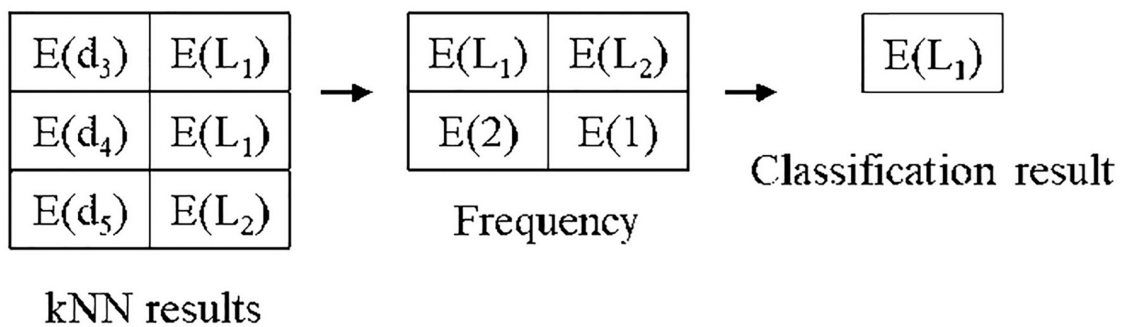 E(d₃) E(L₁)
E(d₄) E(L₁)
E(d₅) E(L₂)
kNN results
E(L₁) E(L₂)
E(2) E(1)
Frequency
E(L₁)
Classification result